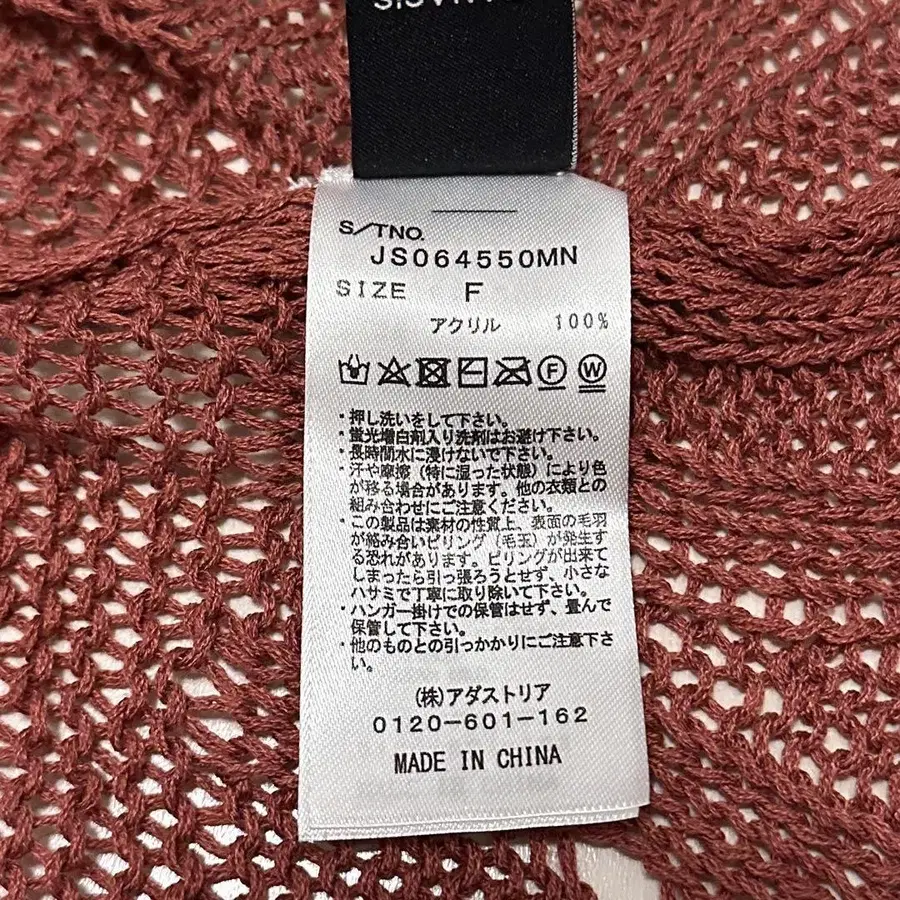 S/TNO.
JS064550MN
SIZE F
アクリル 100%
・押し洗いをして下さい。
・蛍光増白剤入り洗剤はお避け下さい。
・長時間水に浸けないで下さい。
・汗や摩擦（特に湿った状態）により色
が移る場合があります。他の衣類との
組み合わせにご注意ください。
・この製品は素材の性質上、表面の毛羽
が絡み合いピリング（毛玉）が発生す
る恐れがあります。ピリングが出来て
しまったら引っ張ろうとせず、小さな
ハサミで丁寧に取り除いて下さい。
・ハンガー掛けでの保管はせず、畳んで
保管して下さい。
・他のものとの引っかかりにご注意下さ
い。
(株)アダストリア
0120-601-162
MADE IN CHINA